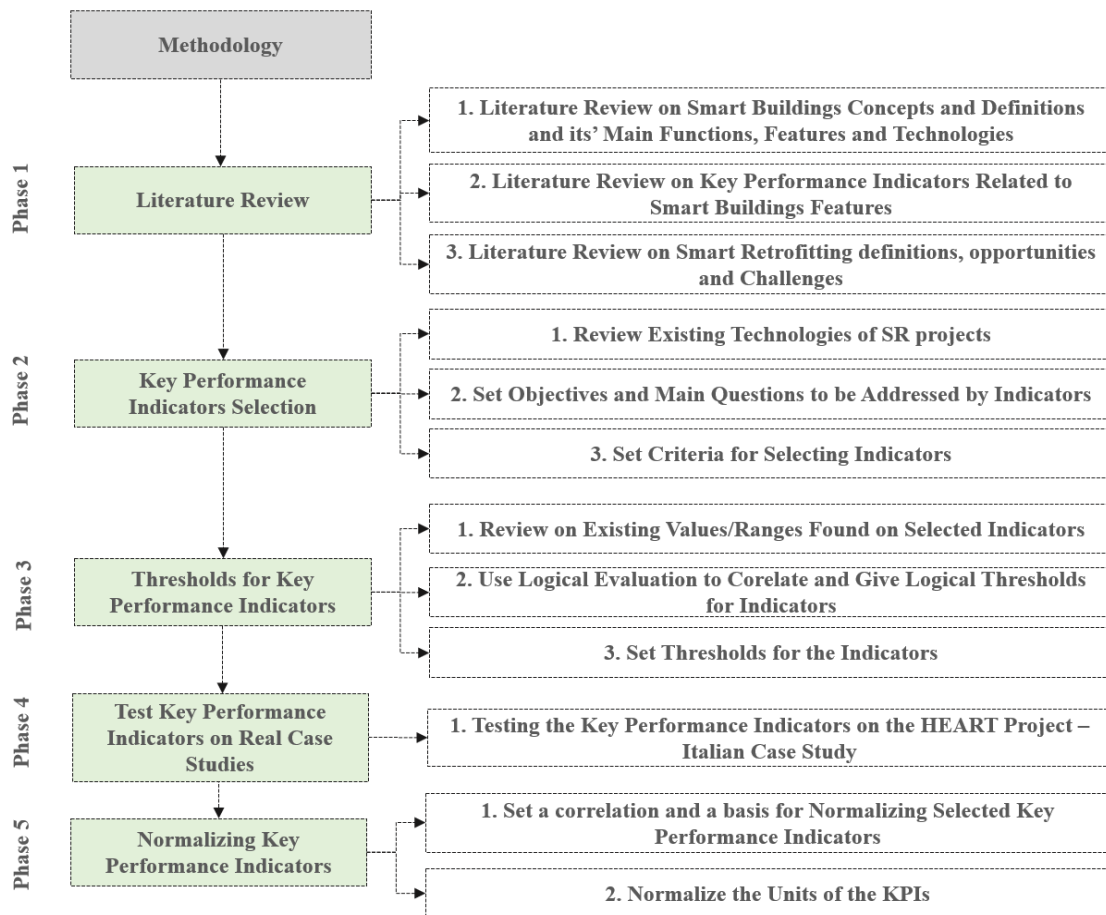 Methodology
Phase 1
Literature Review
1. Literature Review on Smart Buildings Concepts and Definitions
and its’ Main Functions, Features and Technologies
2. Literature Review on Key Performance Indicators Related to
Smart Buildings Features
3. Literature Review on Smart Retrofitting definitions, opportunities
and Challenges
Phase 2
Key Performance
Indicators Selection
1. Review Existing Technologies of SR projects
2. Set Objectives and Main Questions to be Addressed by Indicators
3. Set Criteria for Selecting Indicators
Phase 3
Thresholds for Key
Performance Indicators
1. Review on Existing Values/Ranges Found on Selected Indicators
2. Use Logical Evaluation to Corelate and Give Logical Thresholds
for Indicators
3. Set Thresholds for the Indicators
Phase 4
Test Key Performance
Indicators on Real Case
Studies
1. Testing the Key Performance Indicators on the HEART Project –
Italian Case Study
Phase 5
Normalizing Key
Performance Indicators
1. Set a correlation and a basis for Normalizing Selected Key
Performance Indicators
2. Normalize the Units of the KPIs